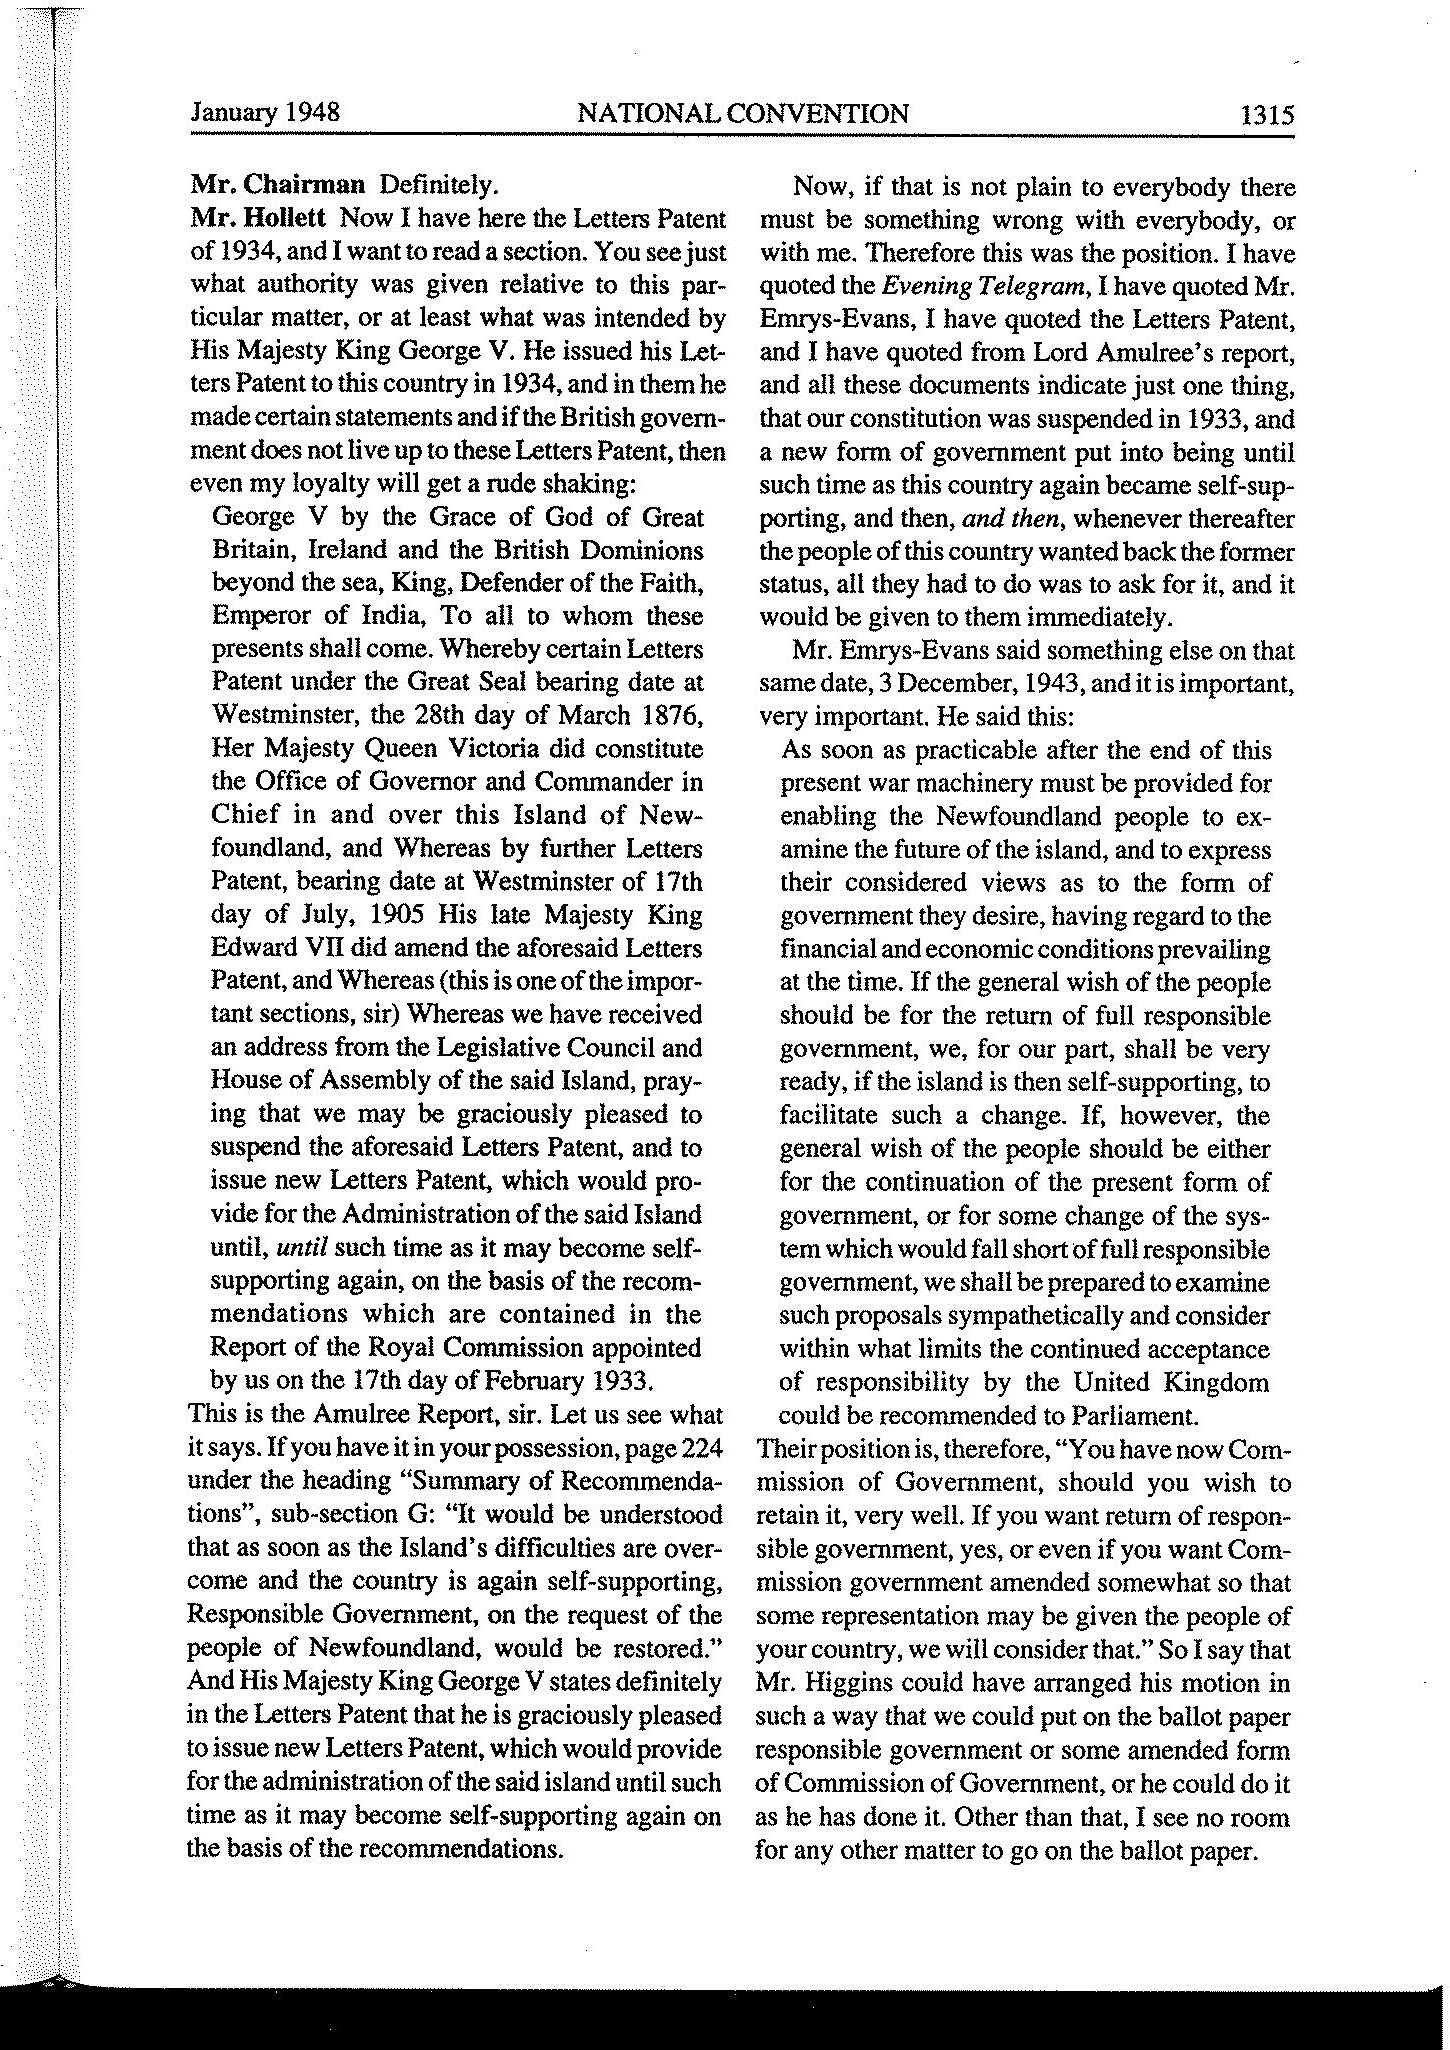 January 1948 NATIONAL CONVENTION 1315
Mr. Chairman Definitely.
Mr. Hollett Now I have here the Letters Patent
of 1934, and I want to read a section. You see just
what authority was given relative to this par-
ticular matter, or at least what was intended by
His Majesty King George V. He issued his Let-
ters Patent to this country in 1934, and in them he
made certain statements and if the British govern-
ment does not live up to these Letters Patent, then
even my loyalty will get a rude shaking:
George V by the Grace of God of Great
Britain, Ireland and the British Dominions
beyond the sea, King, Defender of the Faith,
Emperor of India, To all to whom these
presents shall come. Whereby certain Letters
Patent under the Great Seal bearing date at
Westminster, the 28th day of March 1876,
Her Majesty Queen Victoria did constitute
the Office of Governor and Commander in
Chief in and over this Island of New-
foundland, and Whereas by further Letters
Patent, bearing date at Westminster of 17th
day of July, 1905 His late Majesty King
Edward VII did amend the aforesaid Letters
Patent, and Whereas (this is one of the impor-
tant sections, sir) Whereas we have received
an address from the Legislative Council and
House of Assembly of the said Island, pray-
ing that we may be graciously pleased to
suspend the aforesaid Letters Patent, and to
issue new Letters Patent, which would pro-
vide for the Administration of the said Island
until, until such time as it may become self-
supporting again, on the basis of the recom-
mendations which are contained in the
Report of the Royal Commission appointed
by us on the 17th day of February 1933.
This is the Amulree Report, sir. Let us see what
it says. If you have it in your possession, page 224
under the heading “Summary of Recommenda-
tions”, sub-section G: “It would be understood
that as soon as the Island’s difficulties are over-
come and the country is again self-supporting,
Responsible Government, on the request of the
people of Newfoundland, would be restored.”
And His Majesty King George V states definitely
in the Letters Patent that he is graciously pleased
to issue new Letters Patent, which would provide
for the administration of the said island until such
time as it may become self-supporting again on
the basis of the recommendations.
Now, if that is not plain to everybody there
must be something wrong with everybody, or
with me. Therefore this was the position. I have
quoted the Evening Telegram, I have quoted Mr.
Emrys-Evans, I have quoted the Letters Patent,
and I have quoted from Lord Amulree’s report,
and all these documents indicate just one thing,
that our constitution was suspended in 1933, and
a new form of government put into being until
such time as this country again became self-sup-
porting, and then, and then, whenever thereafter
the people of this country wanted back the former
status, all they had to do was to ask for it, and it
would be given to them immediately.
Mr. Emrys-Evans said something else on that
same date, 3 December, 1943, and it is important,
very important. He said this:
As soon as practicable after the end of this
present war machinery must be provided for
enabling the Newfoundland people to ex-
amine the future of the island, and to express
their considered views as to the form of
government they desire, having regard to the
financial and economic conditions prevailing
at the time. If the general wish of the people
should be for the return of full responsible
government, we, for our part, shall be very
ready, if the island is then self-supporting, to
facilitate such a change. If, however, the
general wish of the people should be either
for the continuation of the present form of
government, or for some change of the sys-
tem which would fall short of full responsible
government, we shall be prepared to examine
such proposals sympathetically and consider
within what limits the continued acceptance
of responsibility by the United Kingdom
could be recommended to Parliament.
Their position is, therefore, “You have now Com-
mission of Government, should you wish to
retain it, very well. If you want return of respon-
sible government, yes, or even if you want Com-
mission government amended somewhat so that
some representation may be given the people of
your country, we will consider that.” So I say that
Mr. Higgins could have arranged his motion in
such a way that we could put on the ballot paper
responsible government or some amended form
of Commission of Government, or he could do it
as he has done it. Other than that, I see no room
for any other matter to go on the ballot paper.